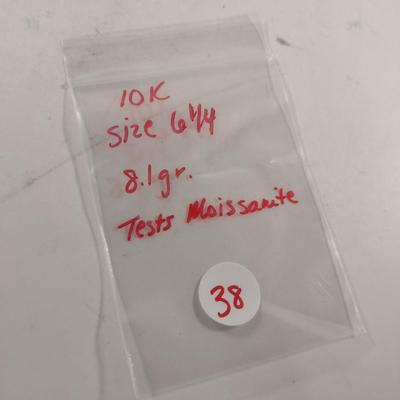 10K
Size 6 1/4
8.1gr.
Tests Moissanite
38